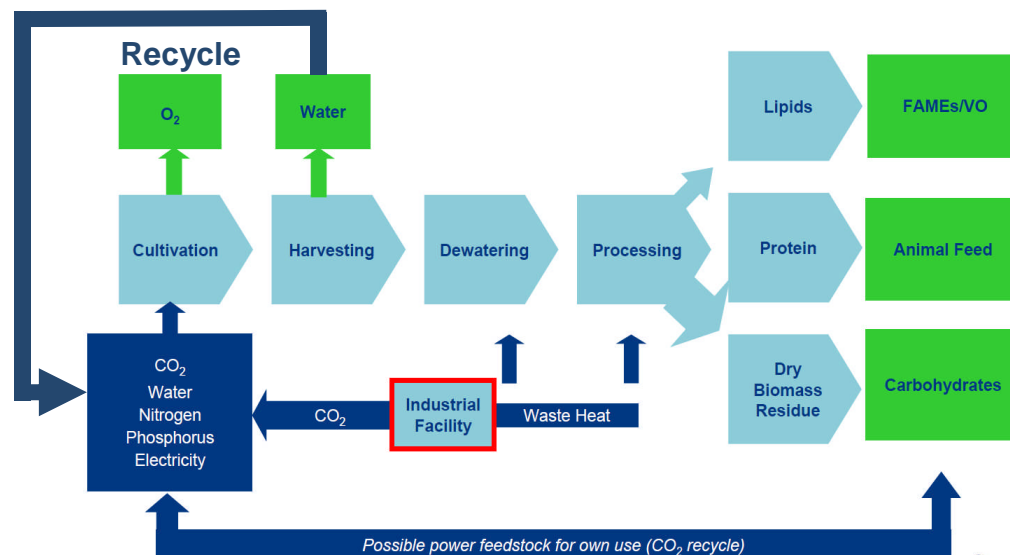 Recycle
O₂
Water
Lipids
FAMEs/VO
Cultivation
Harvesting
Dewatering
Processing
Protein
Animal Feed
CO₂
Water
Nitrogen
Phosphorus
Electricity
CO₂
Industrial
Facility
Waste Heat
Dry
Biomass
Residue
Carbohydrates
Possible power feedstock for own use (CO₂ recycle)